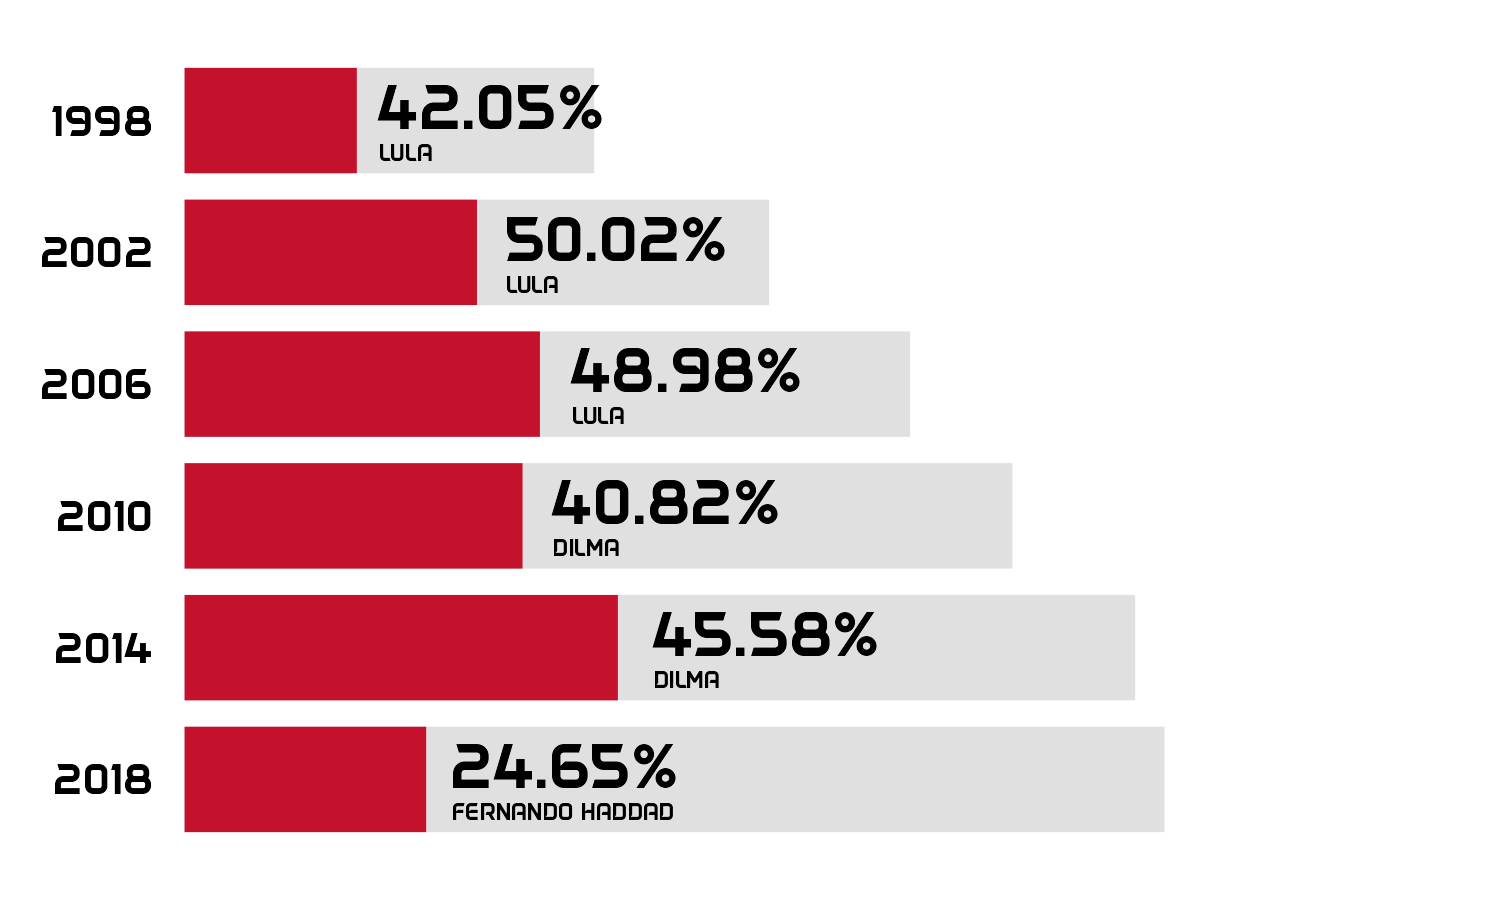 1998
42.05%
LULA
2002
50.02%
LULA
2006
48.98%
LULA
2010
40.82%
DILMA
2014
45.58%
DILMA
2018
24.65%
FERNANDO HADDAD